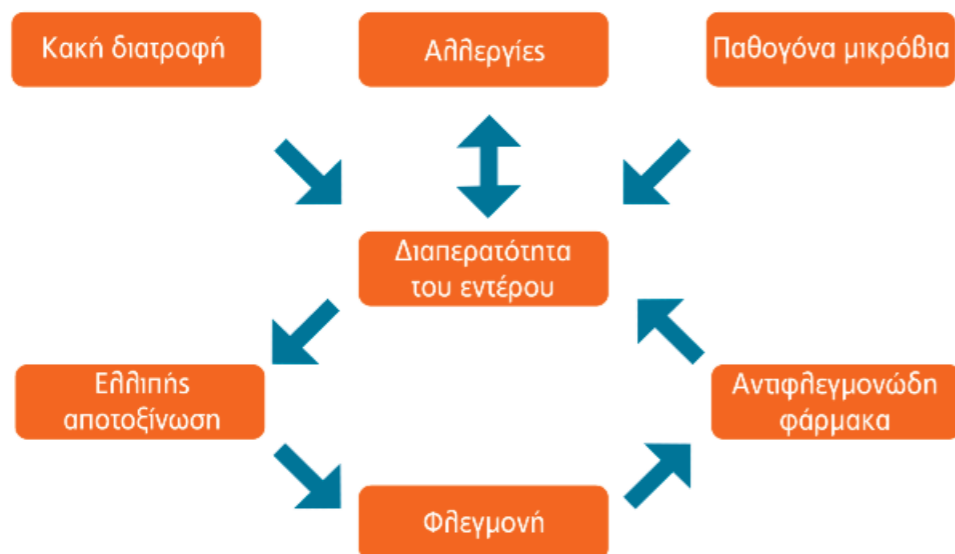 Κακή διατροφή
Αλλεργίες
Παθογόνα μικρόβια
Διαπερατότητα
του εντέρου
Ελλιπής
αποτοξίνωση
Αντιφλεγμονώδη
φάρμακα
Φλεγμονή